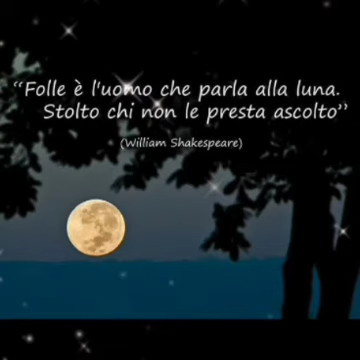 “Folle è l'uomo che parla alla luna.
Stolto chi non le presta ascolto”
(William Shakespeare)